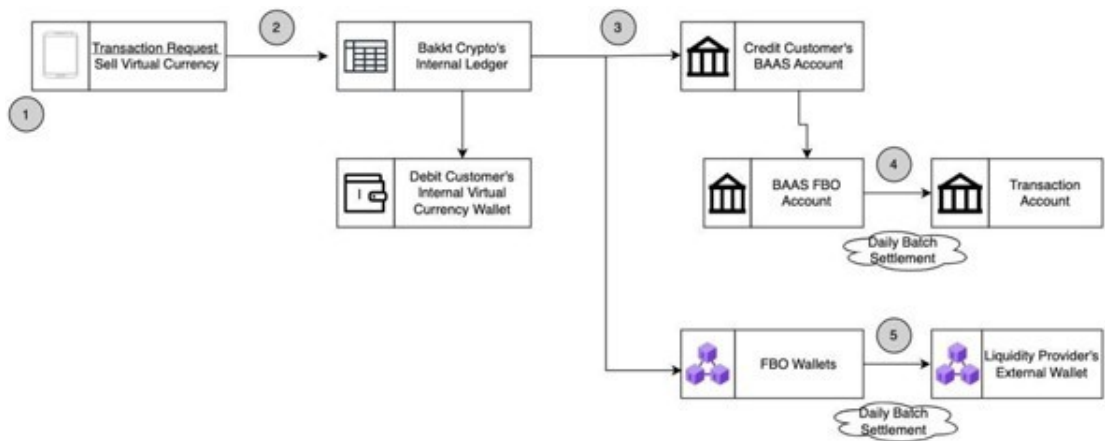 2
3
Transaction Request
Sell Virtual Currency
Bakkt Crypto's
Internal Ledger
Credit Customer's
BAAS Account
1
Debit Customer's
Internal Virtual
Currency Wallet
BAAS FBO
Account
4
Transaction
Account
Daily Batch
Settlement
FBO Wallets
5
Liquidity Provider's
External Wallet
Daily Batch
Settlement